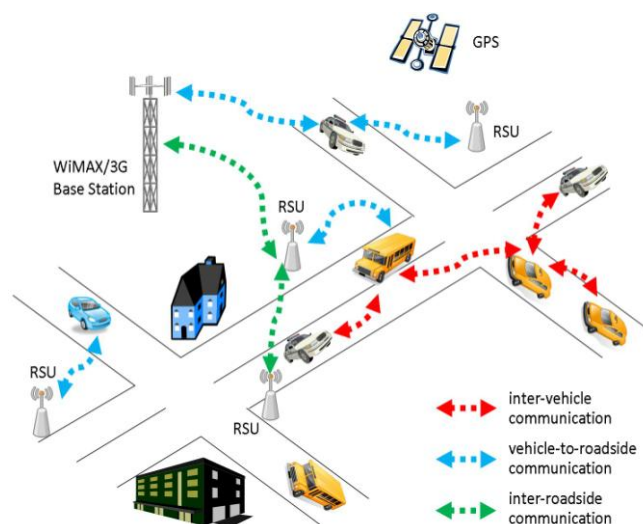 GPS
RSU
WiMAX/3G
Base Station
RSU
RSU
RSU
inter-vehicle
communication
vehicle-to-roadside
communication
inter-roadside
communication